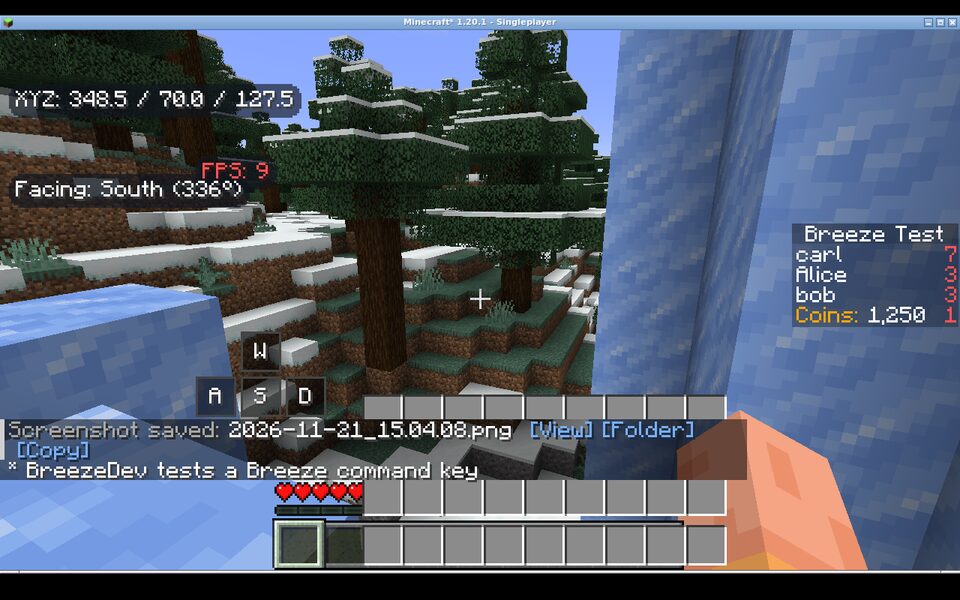 Minecraft* 1.20.1 - Singleplayer
XYZ: 348.5 / 70.0 / 127.5
FPS: 9
Facing: South (336°)
Breeze Test
carl 7
Alice 3
bob 3
Coins: 1,250 1
W
A S D
Screenshot saved: 2026-11-21_15.04.08.png [View] [Folder]
[Copy]
* BreezeDev tests a Breeze command key